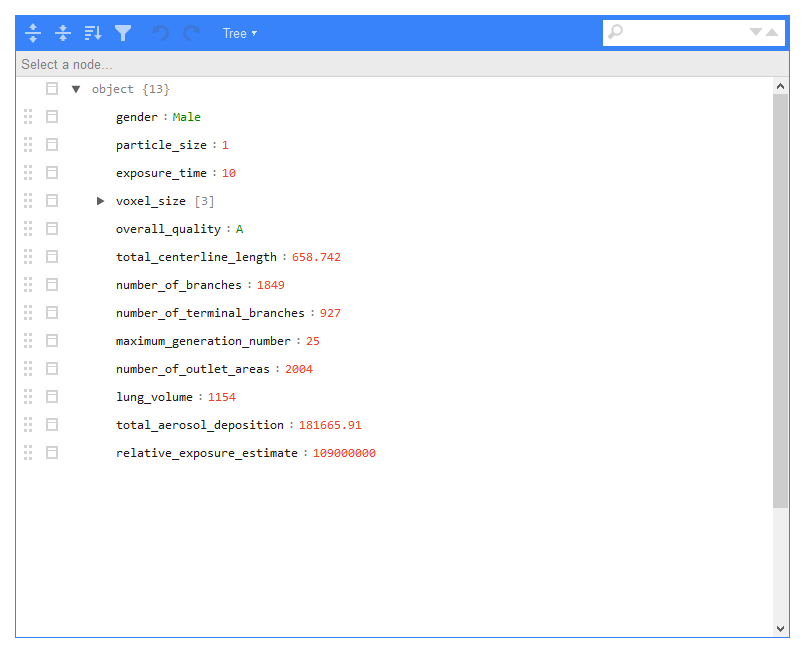 Tree
Select a node...
object {13}
gender : Male
particle_size : 1
exposure_time : 10
voxel_size [3]
overall_quality : A
total_centerline_length : 658.742
number_of_branches : 1849
number_of_terminal_branches : 927
maximum_generation_number : 25
number_of_outlet_areas : 2004
lung_volume : 1154
total_aerosol_deposition : 181665.91
relative_exposure_estimate : 109000000